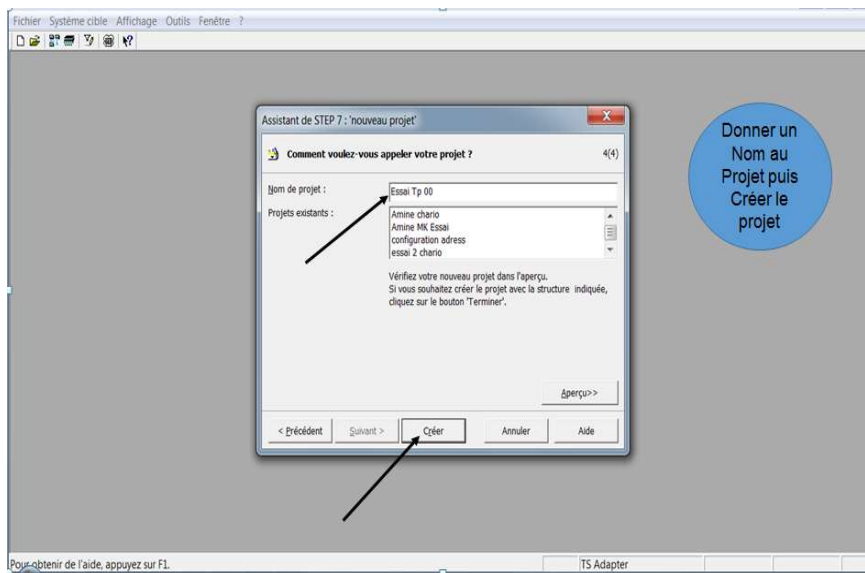 Fichier Système cible Affichage Outils Fenêtre ?
Assistant de STEP 7 : 'nouveau projet'
X
Comment voulez-vous appeler votre projet ?
4(4)
Nom de projet :
Essai Tp 00
Projets existants :
Amine chario
Amine MK Essai
configuration adress
essai 2 chario
Vérifiez votre nouveau projet dans l'aperçu.
Si vous souhaitez créer le projet avec la structure indiquée,
cliquez sur le bouton 'Terminer'.
Aperçu>>
< Précédent
Suivant >
Créer
Annuler
Aide
Donner un
Nom au
Projet puis
Créer le
projet
Pour obtenir de l'aide, appuyez sur F1.
TS Adapter